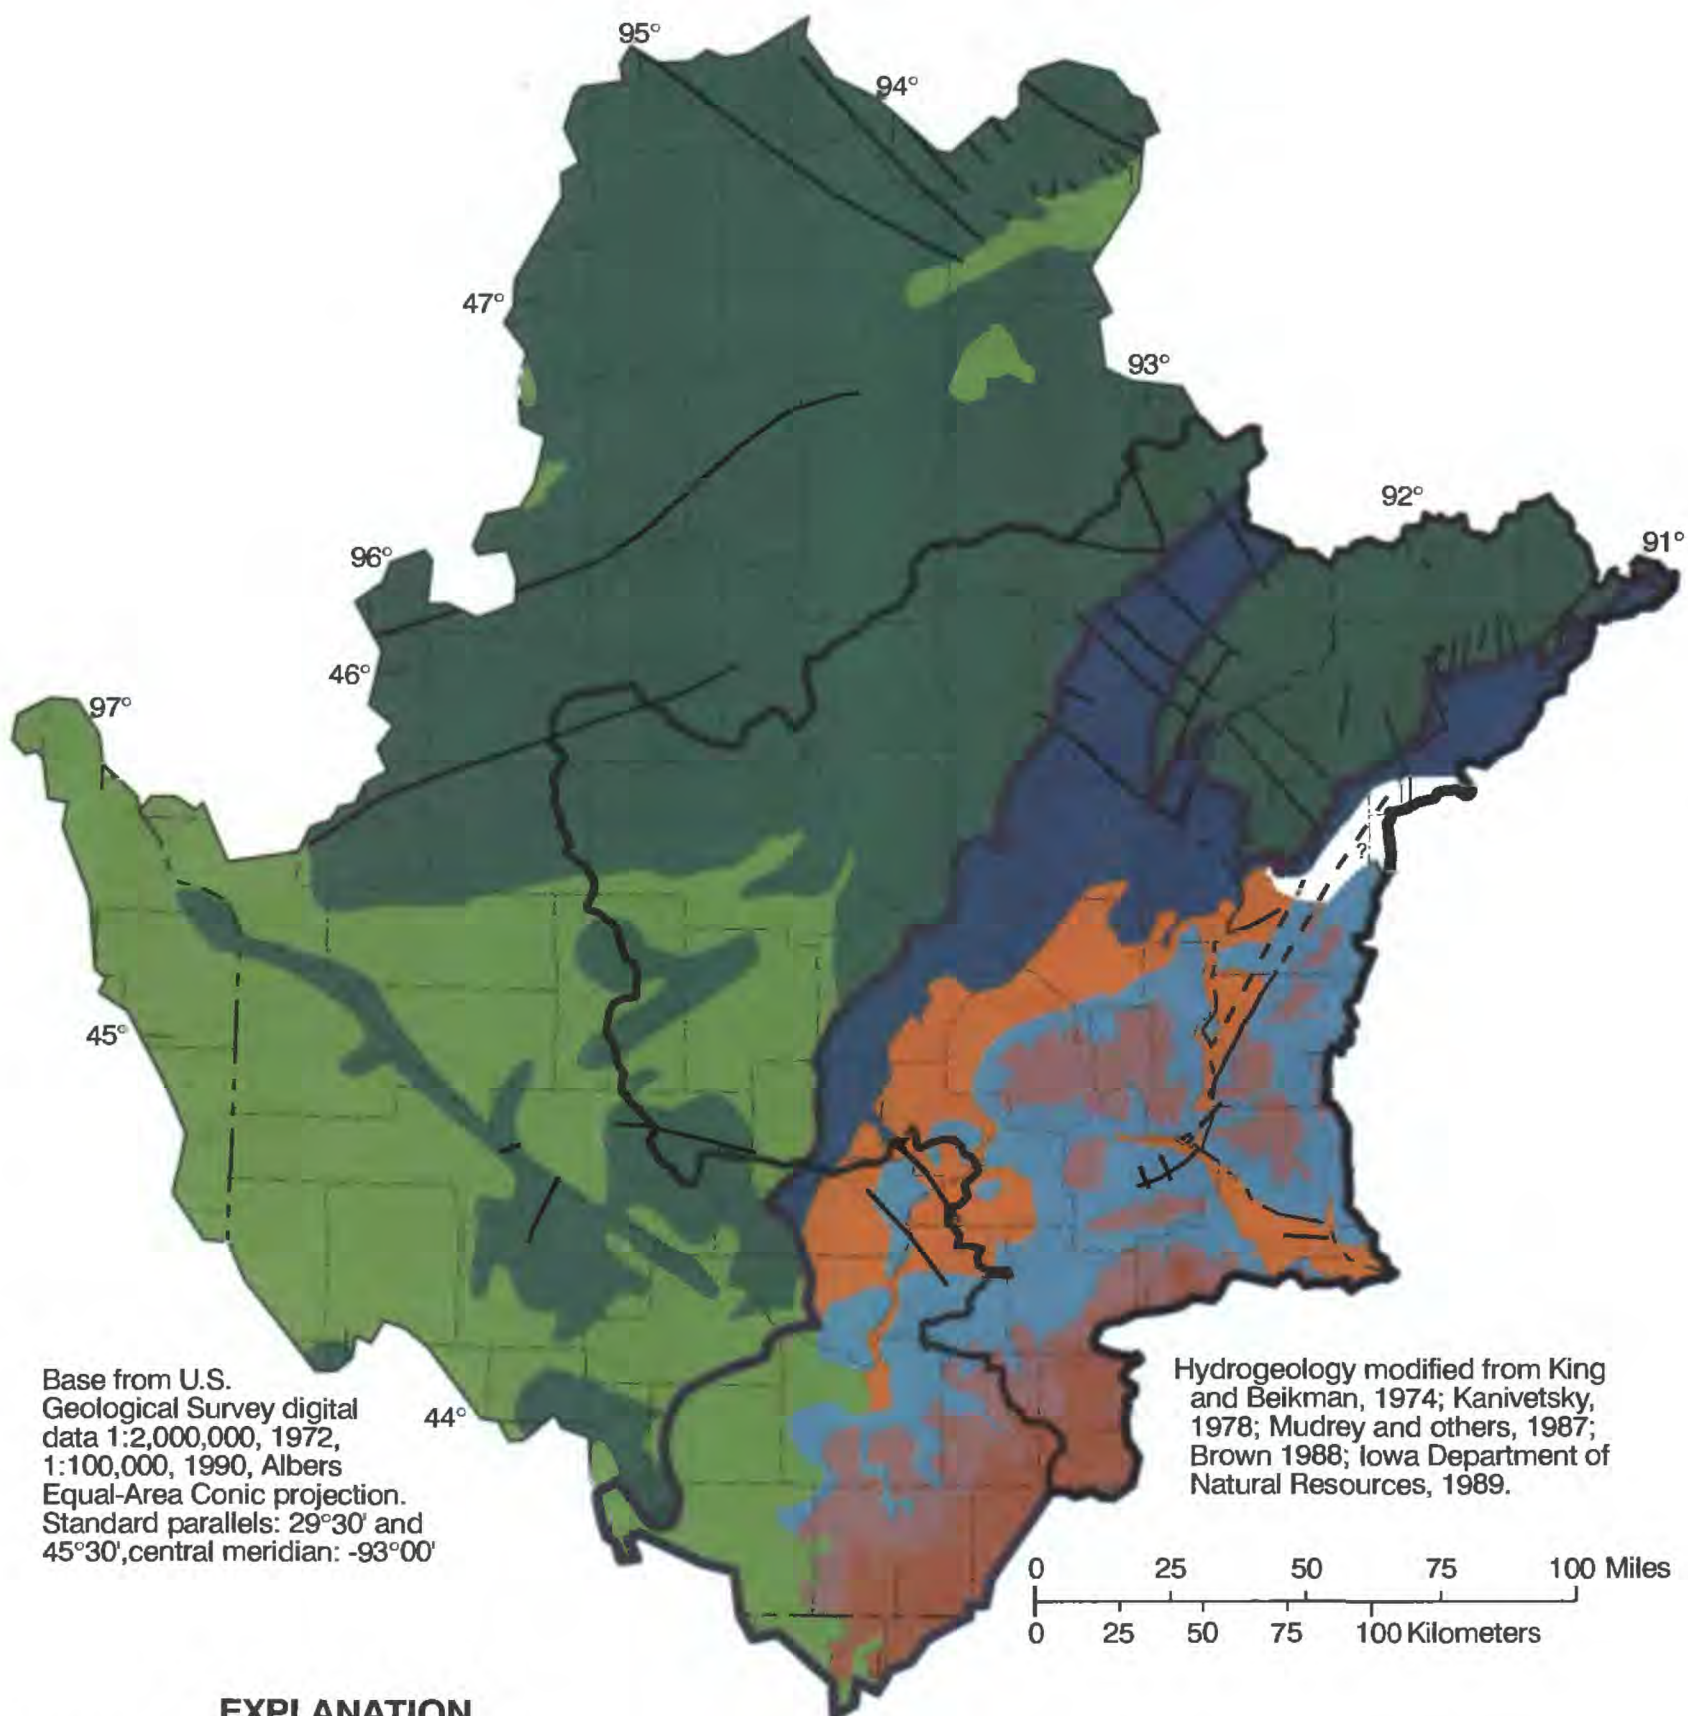 95°
94°
47°
93°
92°
91°
96°
46°
97°
?
45°
44°
Base from U.S.
Geological Survey digital
data 1:2,000,000, 1972,
1:100,000, 1990, Albers
Equal-Area Conic projection.
Standard parallels: 29°30' and
45°30',central meridian: -93°00'
Hydrogeology modified from King
and Beikman, 1974; Kanivetsky,
1978; Mudrey and others, 1987;
Brown 1988; Iowa Department of
Natural Resources, 1989.
0 25 50 75 100 Miles
0 25 50 75 100 Kilometers
EXPLANATION